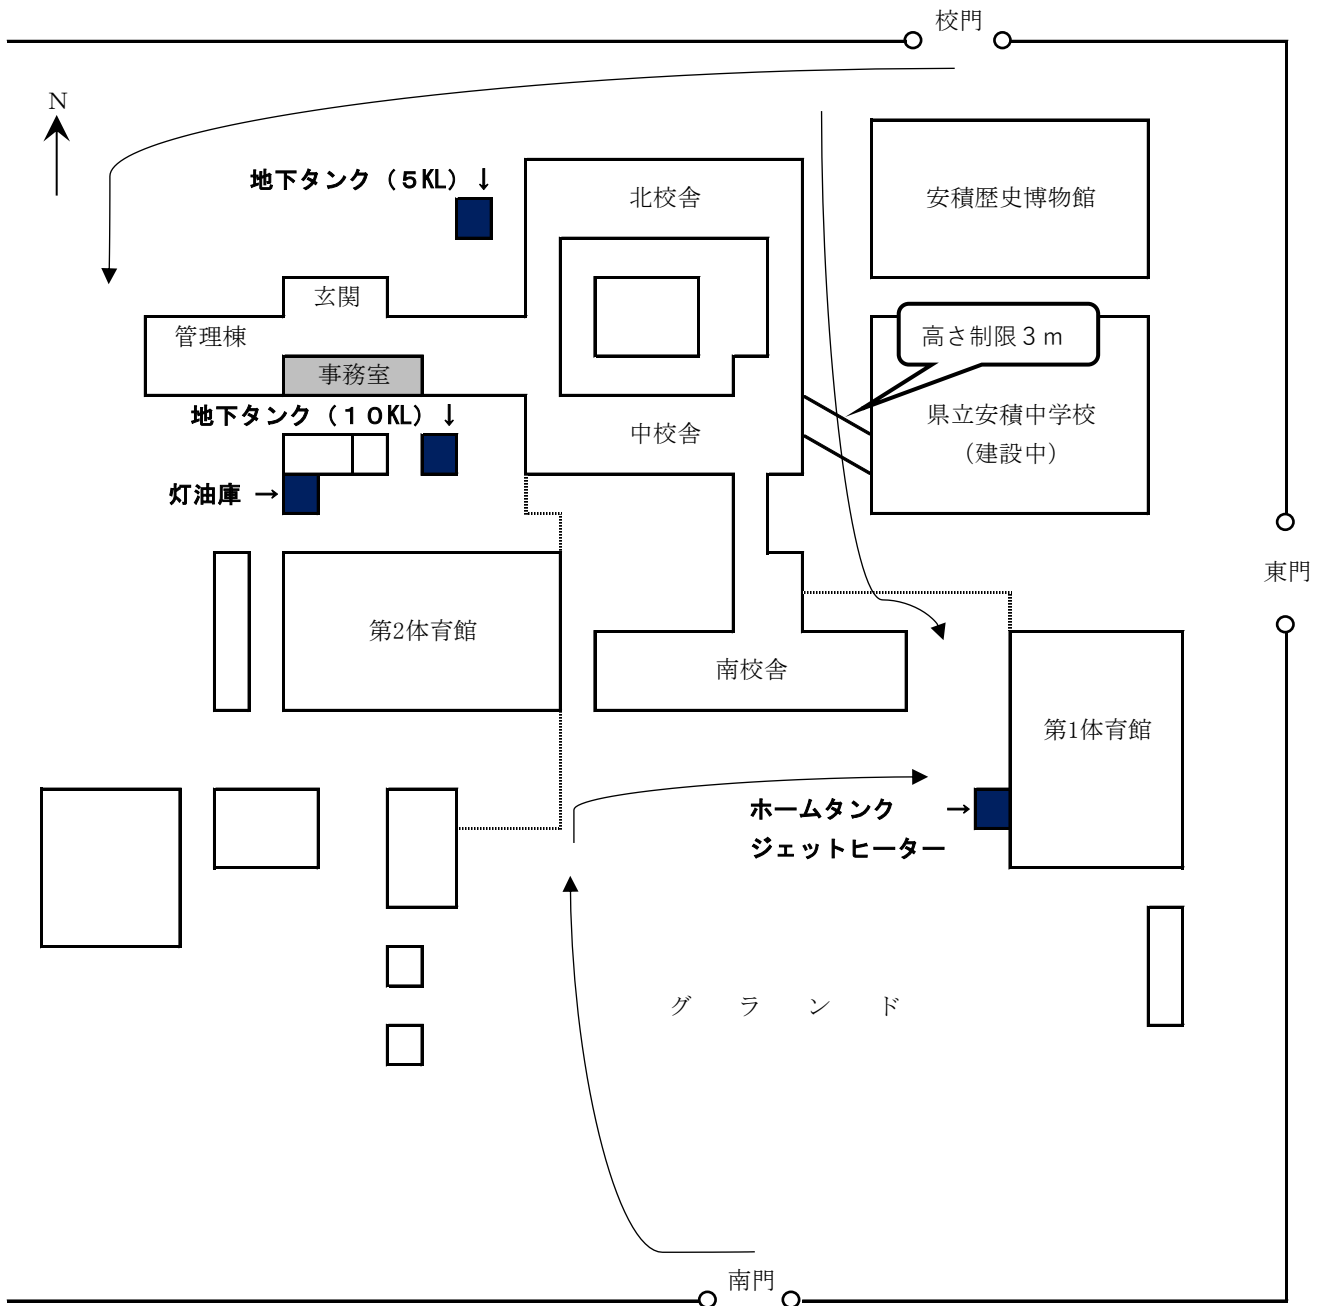 校門
N
地下タンク（５KL）↓
北校舎
安積歴史博物館
玄関
管理棟
高さ制限３ｍ
事務室
地下タンク（１０KL）↓
中校舎
県立安積中学校
（建設中）
灯油庫 →
東門
第2体育館
南校舎
第1体育館
ホームタンク →
ジェットヒーター
グ ラ ン ド
南門